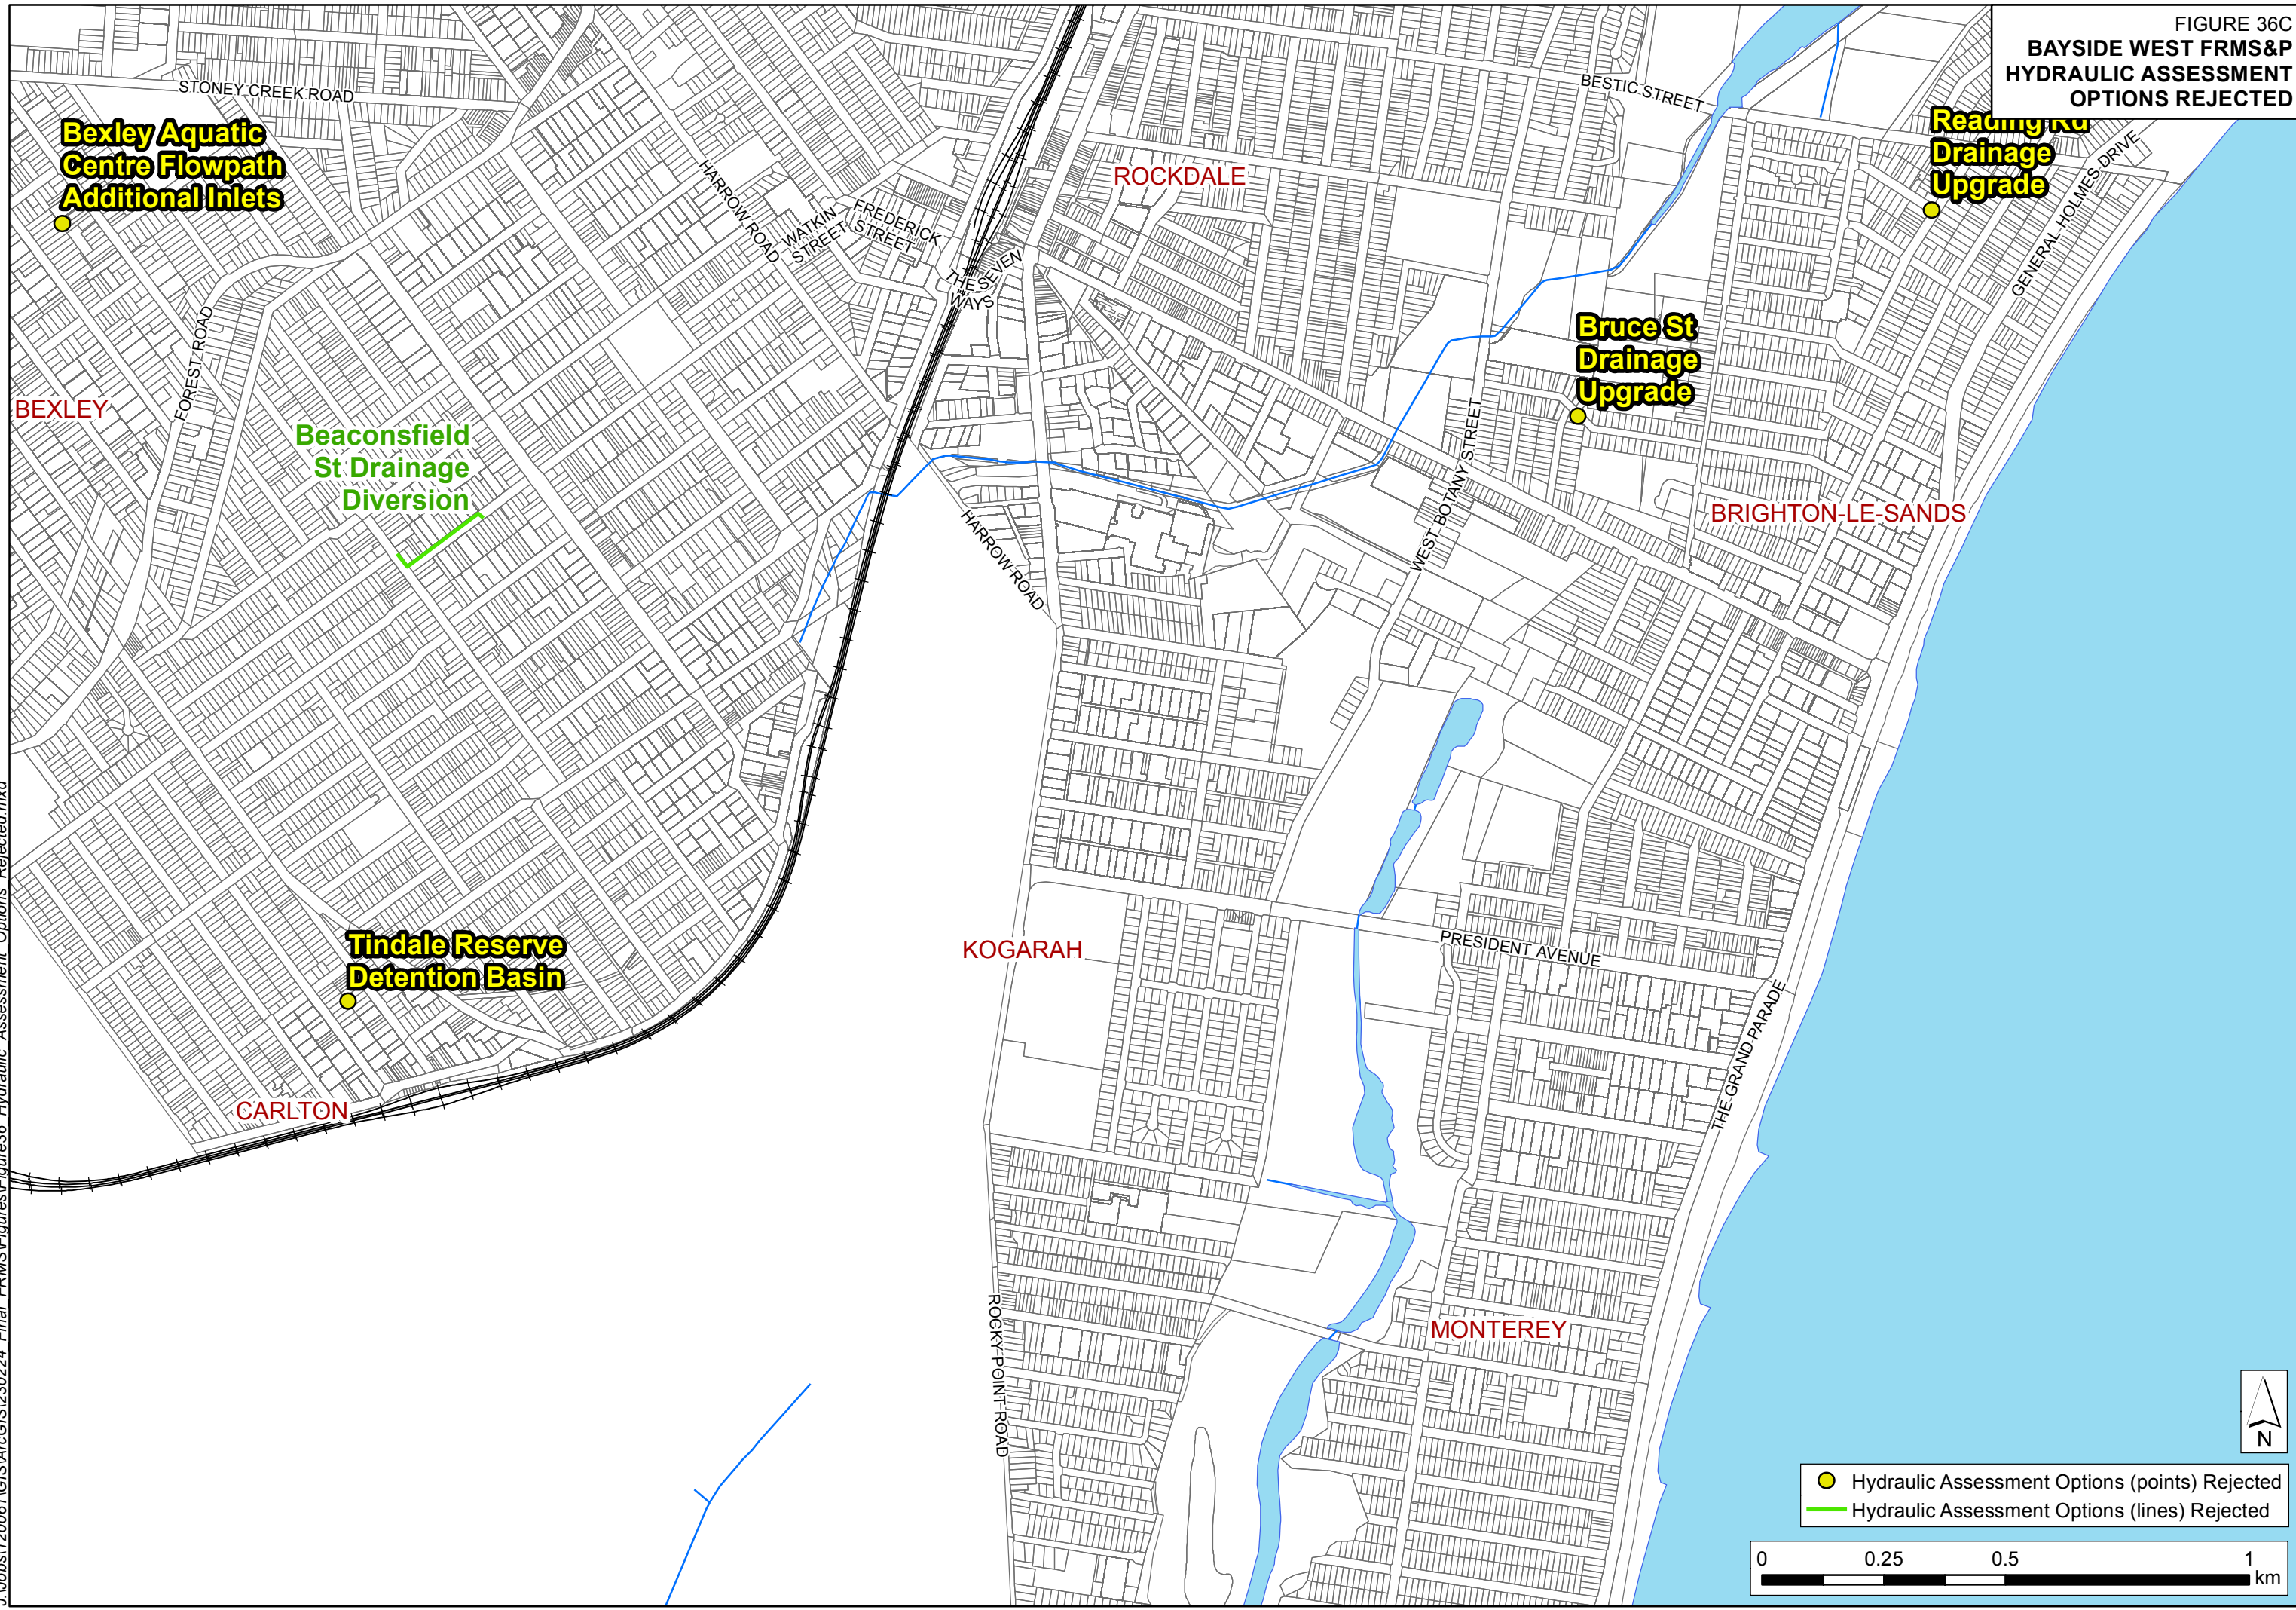 FIGURE 36C
BAYSIDE WEST FRMS&P
HYDRAULIC ASSESSMENT
OPTIONS REJECTED
STONEY CREEK ROAD
BESTIC STREET
Bexley Aquatic
Centre Flowpath
Additional Inlets
Reading Rd
Drainage
Upgrade
GENERAL HOLMES DRIVE
HARROW ROAD
ROCKDALE
WATKIN
STREET
FREDERICK
STREET
THE SEVEN
WAYS
FOREST ROAD
Bruce St
Drainage
Upgrade
BEXLEY
Beaconsfield
St Drainage
Diversion
WEST BOTANY STREET
BRIGHTON-LE-SANDS
HARROW ROAD
Tindale Reserve
Detention Basin
KOGARAH
PRESIDENT AVENUE
THE GRAND PARADE
CARLTON
ROCKY POINT ROAD
MONTEREY
N
Hydraulic Assessment Options (points) Rejected
Hydraulic Assessment Options (lines) Rejected
0 0.25 0.5 1
km